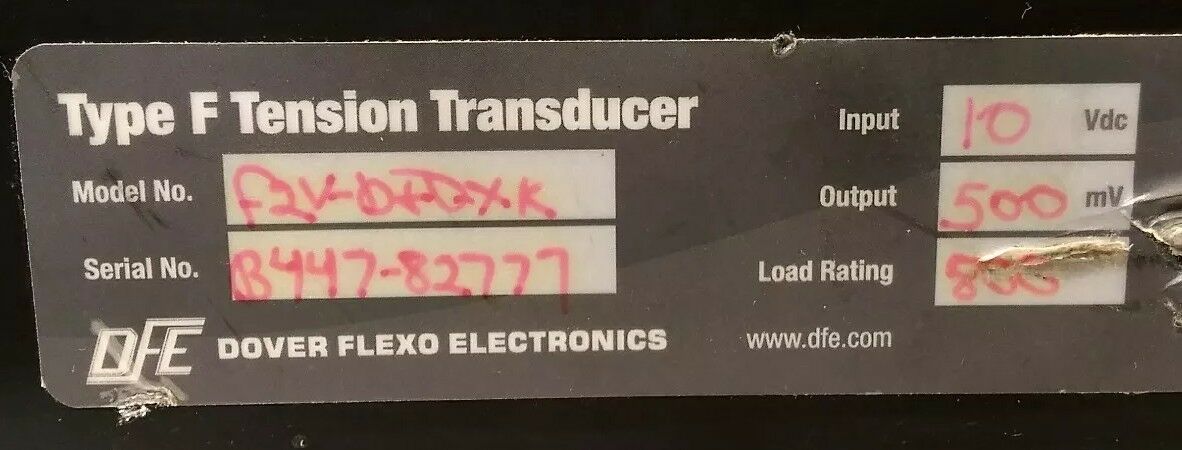 Type F Tension Transducer
Input 10 Vdc
Model No.
Output 500 mV
Serial No. B447-82777
Load Rating 800
DFE DOVER FLEXO ELECTRONICS
www.dfe.com